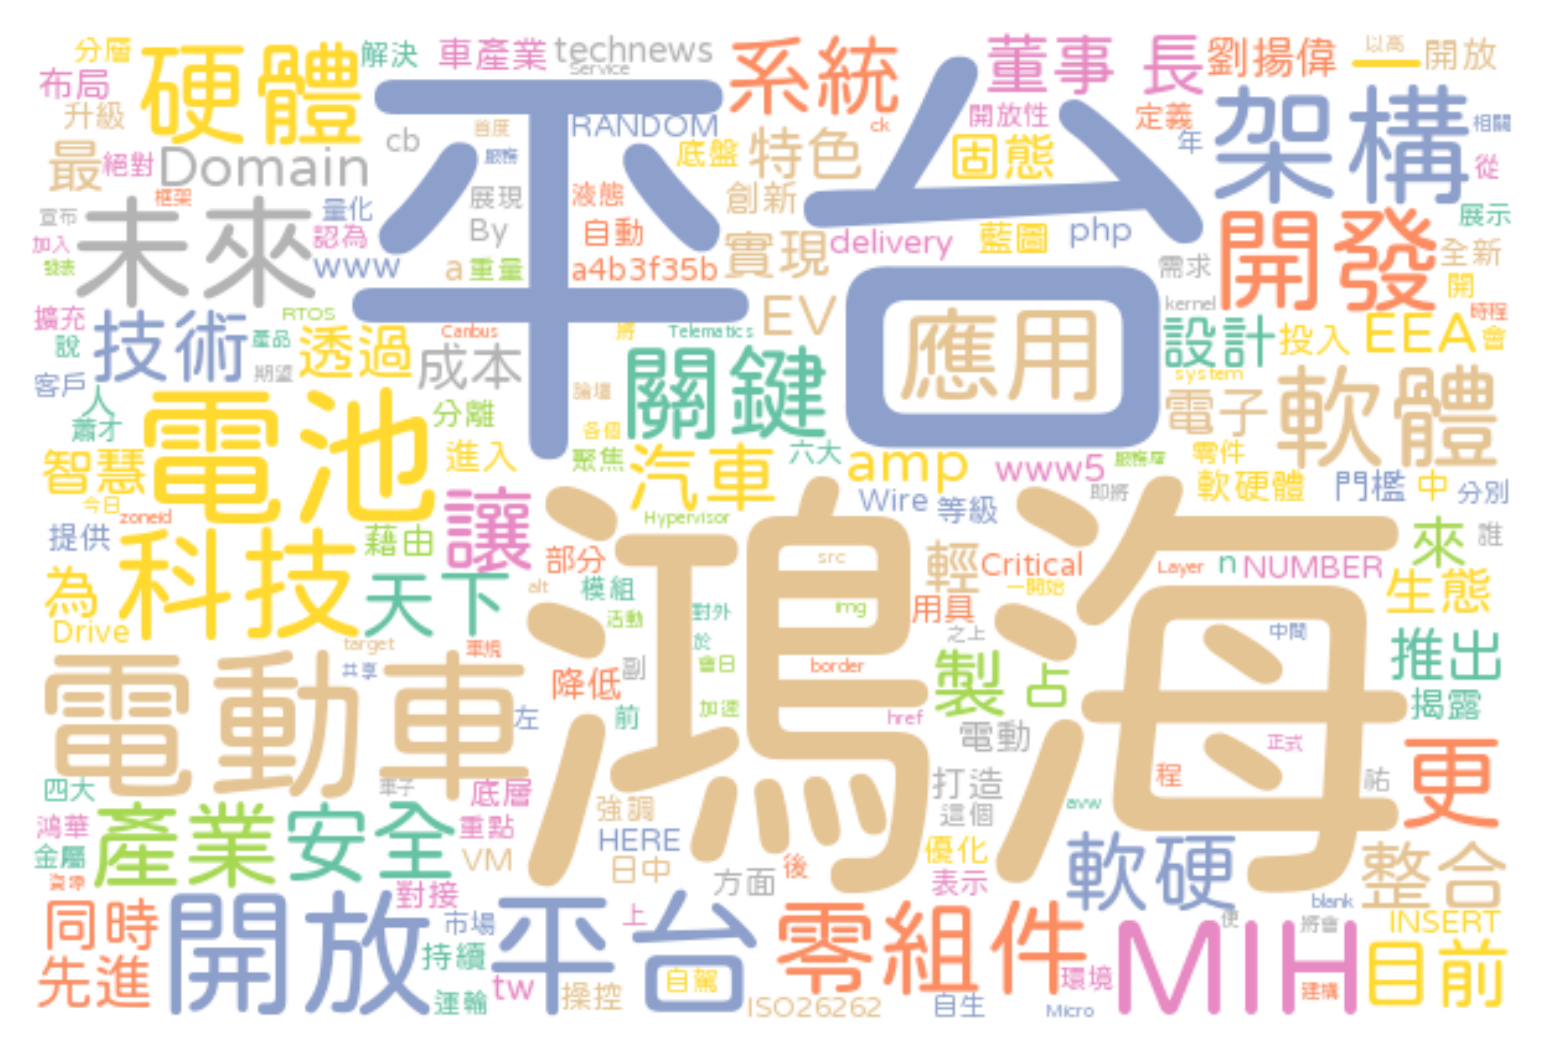 分層
硬體
解決
車產業
technews
Service
系統
董事
長
劉揚偉
一
以高
開放
布局
升級
平台
RANDOM
ck
開放性
定義
架構
相關
年
最
絕對
Domain
cb
首度
服務
底盤
特色
固態
從
框架
宣布
未來
量化
展現
液態
創新
展示
加入
認為
By
自動
實現
delivery
藍圖
php
開發
全新
發表
www
a
重量
a4b3f35b
需求
開
擴充
RTOS
技術
產品
透過
Canbus
將
Telematics
EV
kernel
時程
說
期望
成本
關鍵
應用
設計
投入
EEA
會
客戶
人
蕭才
電池
分離
論壇
system
電子
軟體
智慧
進入
各個
聚焦
汽車
六大
amp
www5
服務層
零件
軟硬體
門檻
中
分別
今日
zoneid
讓
Wire
等級
即將
提供
科技
藉由
Hypervisor
鴻海
src
來
誰
為
天下
部分
alt
模組
輕
Critical
Layer
n
NUMBER
一開始
生態
Drive
target
活動
對外
img
用具
之上
中間
推出
電動車
共享
車規
降低
副
於
會日
border
製
占
揭露
左
前
加速
href
電動
正式
更
四大
底層
強調
打造
這個
avw
程
祐
鴻華
產業
安全
重點
HERE
VM
日中
方面
後
優化
表示
軟硬
整合
金屬
對接
blank
同時
開放平台
市場
上
零組件
便
將會
INSERT
先進
持續
運輸
tw
操控
自駕
ISO26262
自生
環境
Micro
MIH
建構
目前